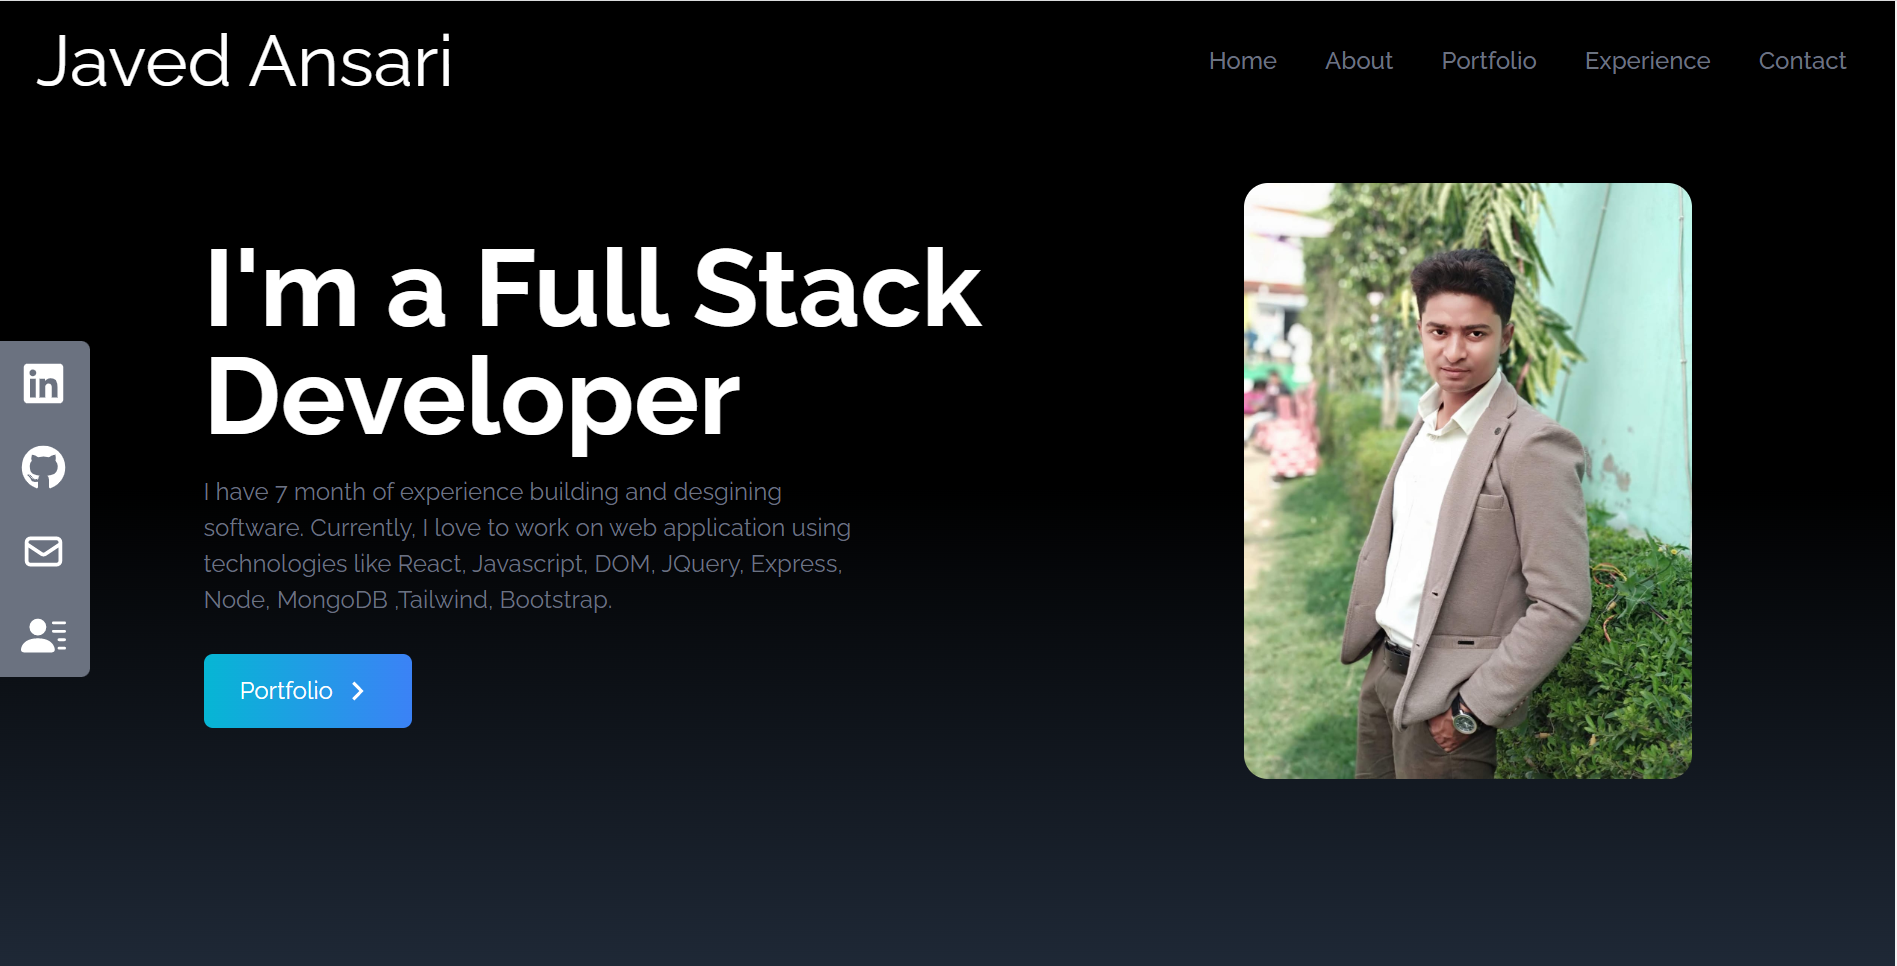 Javed Ansari
Home About Portfolio Experience Contact
I'm a Full Stack
Developer
I have 7 month of experience building and desgining
software. Currently, I love to work on web application using
technologies like React, Javascript, DOM, JQuery, Express,
Node, MongoDB ,Tailwind, Bootstrap.
Portfolio
in